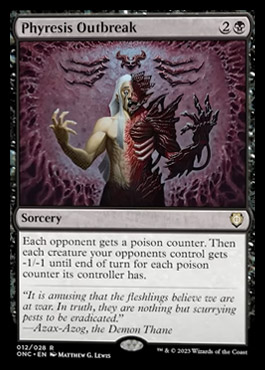 Phyresis Outbreak 2
Sorcery
Each opponent gets a poison counter. Then
each creature your opponents control gets
-1/-1 until end of turn for each poison
counter its controller has.
"It is amusing that the fleshlings believe we are
at war. In truth, they are nothing but scurrying
pests to be eradicated."
—Azax-Azog, the Demon Thane
012/028 R
ONC • EN MATTHEW G. LEWIS
™ & © 2023 Wizards of the Coast